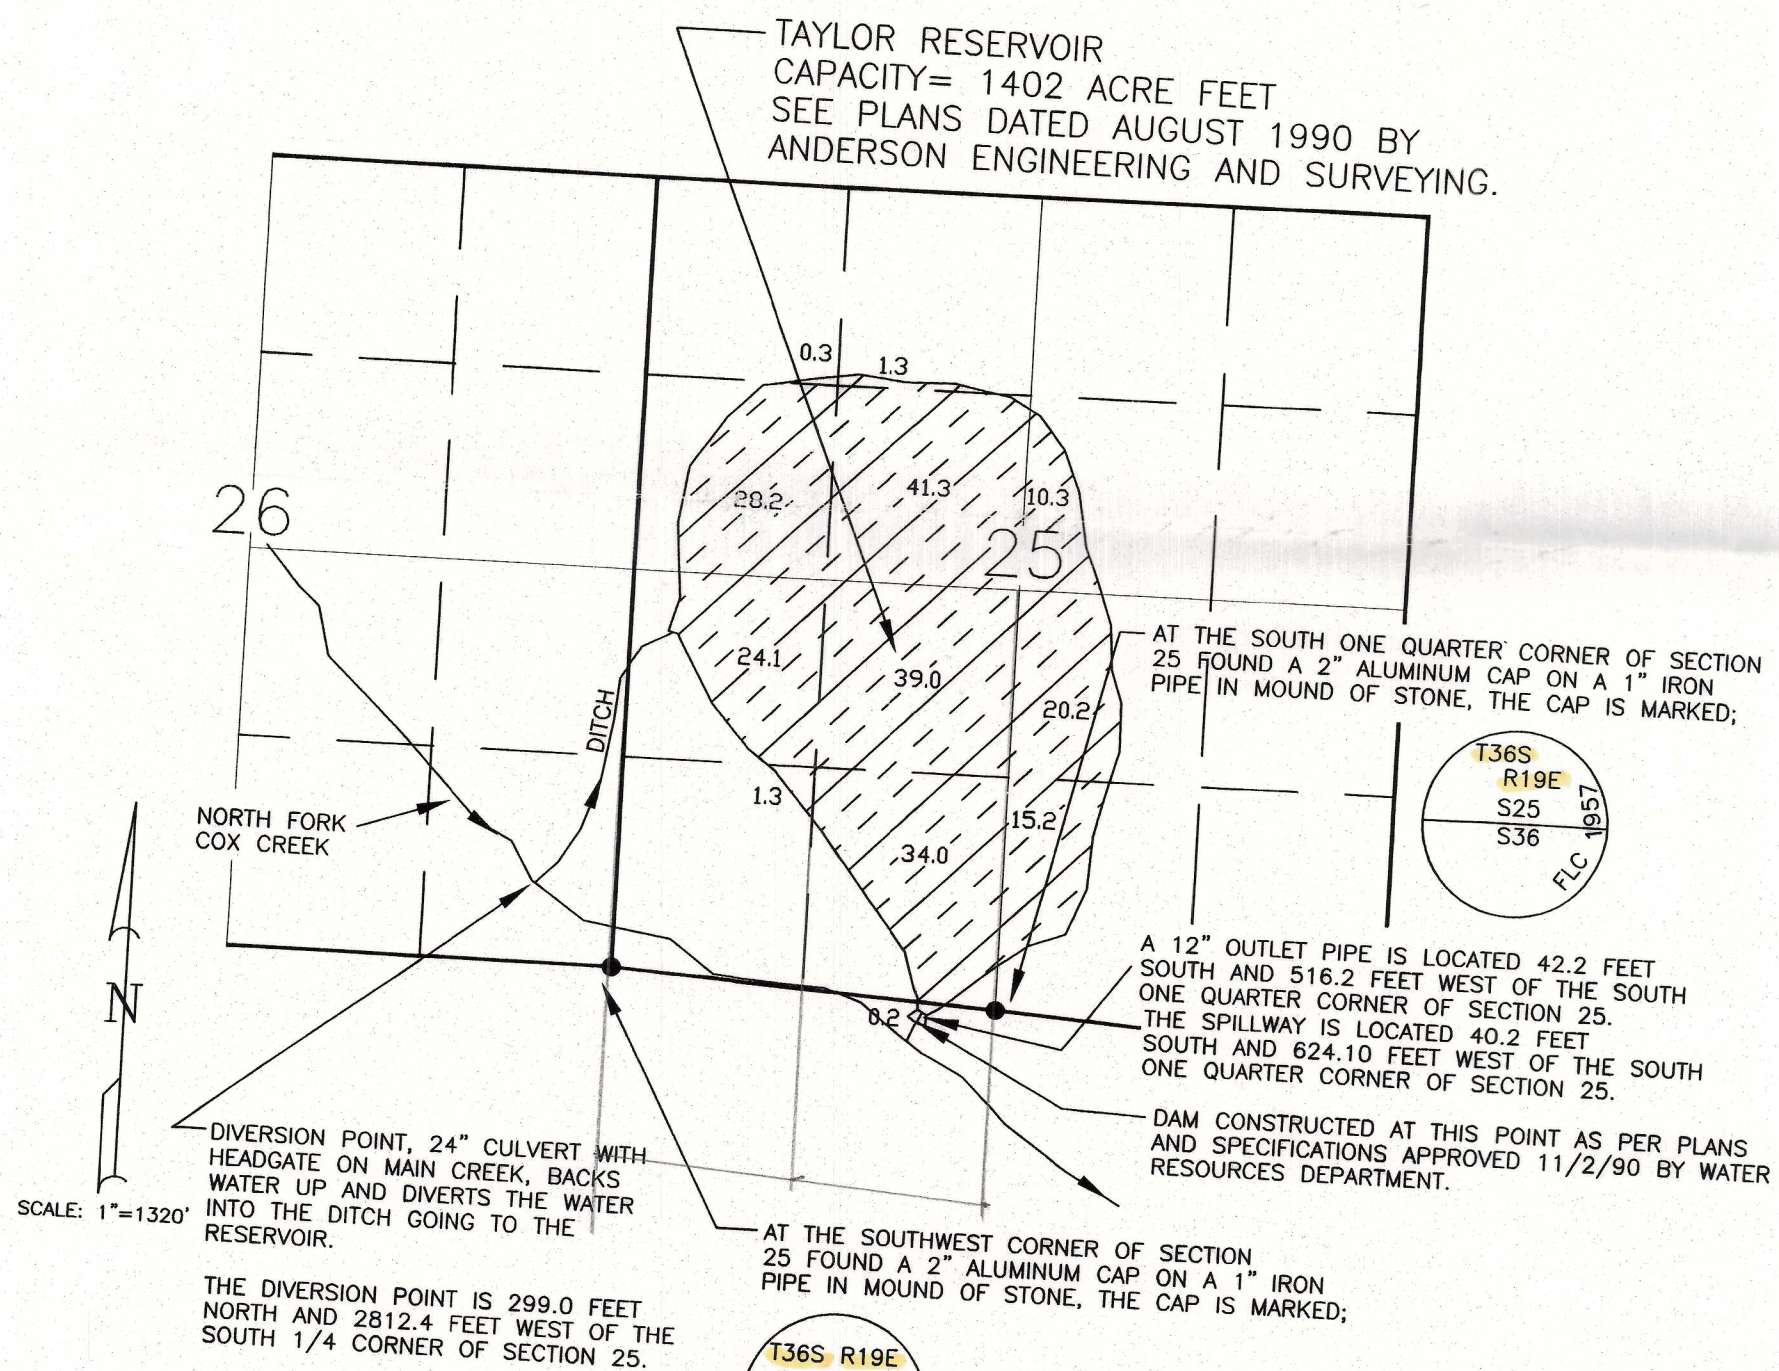 TAYLOR RESERVOIR
CAPACITY= 1402 ACRE FEET
SEE PLANS DATED AUGUST 1990 BY
ANDERSON ENGINEERING AND SURVEYING.
0.3
1.3
28.2
41.3
10.3
26
25
24.1
39.0
20.2
DITCH
1.3
15.2
34.0
0.2
NORTH FORK
COX CREEK
AT THE SOUTH ONE QUARTER CORNER OF SECTION
25 FOUND A 2" ALUMINUM CAP ON A 1" IRON
PIPE IN MOUND OF STONE, THE CAP IS MARKED;
T36S
R19E
S25
S36
FLC 1957
N
SCALE: 1"=1320'
A 12" OUTLET PIPE IS LOCATED 42.2 FEET
SOUTH AND 516.2 FEET WEST OF THE SOUTH
ONE QUARTER CORNER OF SECTION 25.
THE SPILLWAY IS LOCATED 40.2 FEET
SOUTH AND 624.10 FEET WEST OF THE SOUTH
ONE QUARTER CORNER OF SECTION 25.
DAM CONSTRUCTED AT THIS POINT AS PER PLANS
AND SPECIFICATIONS APPROVED 11/2/90 BY WATER
RESOURCES DEPARTMENT.
DIVERSION POINT, 24" CULVERT WITH
HEADGATE ON MAIN CREEK, BACKS
WATER UP AND DIVERTS THE WATER
INTO THE DITCH GOING TO THE
RESERVOIR.
THE DIVERSION POINT IS 299.0 FEET
NORTH AND 2812.4 FEET WEST OF THE
SOUTH 1/4 CORNER OF SECTION 25.
AT THE SOUTHWEST CORNER OF SECTION
25 FOUND A 2" ALUMINUM CAP ON A 1" IRON
PIPE IN MOUND OF STONE, THE CAP IS MARKED;
T36S R19E